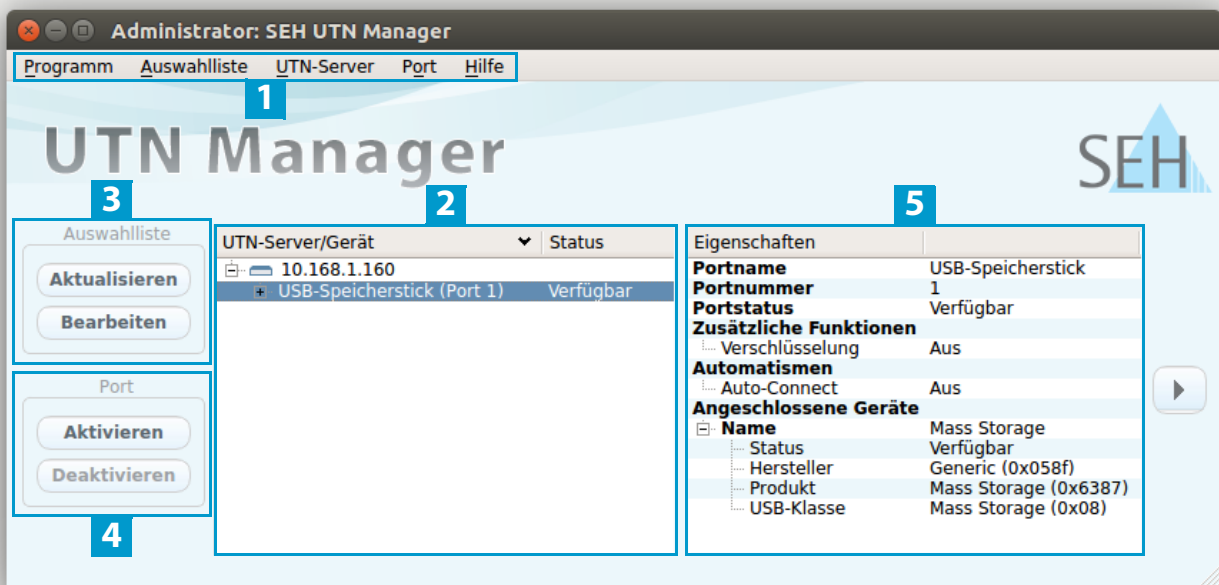 Administrator: SEH UTN Manager
Programm Auswahlliste UTN-Server Port Hilfe
1
UTN Manager
SEH
3
2
5
Auswahlliste
Aktualisieren
Bearbeiten
Port
Aktivieren
Deaktivieren
4
UTN-Server/Gerät Status
10.168.1.160
USB-Speicherstick (Port 1) Verfügbar
Eigenschaften
Portname USB-Speicherstick
Portnummer 1
Portstatus Verfügbar
Zusätzliche Funktionen
Verschlüsselung Aus
Automatismen
Auto-Connect Aus
Angeschlossene Geräte
Name Mass Storage
Status Verfügbar
Hersteller Generic (0x058f)
Produkt Mass Storage (0x6387)
USB-Klasse Mass Storage (0x08)